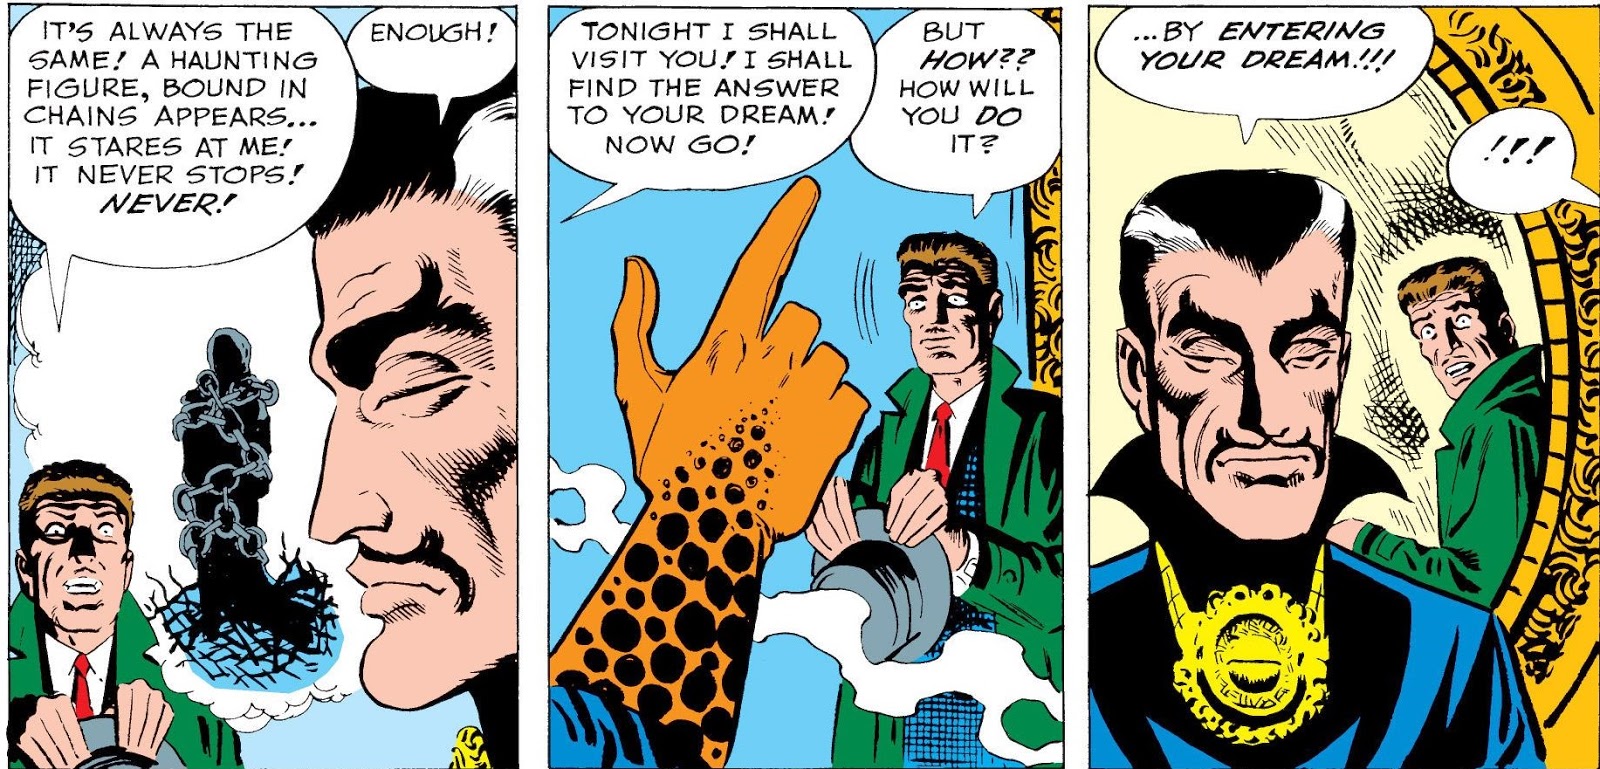 IT'S ALWAYS THE
SAME! A HAUNTING
FIGURE, BOUND IN
CHAINS APPEARS...
IT STARES AT ME!
IT NEVER STOPS!
NEVER!
ENOUGH!
TONIGHT I SHALL
VISIT YOU! I SHALL
FIND THE ANSWER
TO YOUR DREAM!
NOW GO!
BUT
HOW??
HOW WILL
YOU DO
IT?
...BY ENTERING
YOUR DREAM!!!
!!!